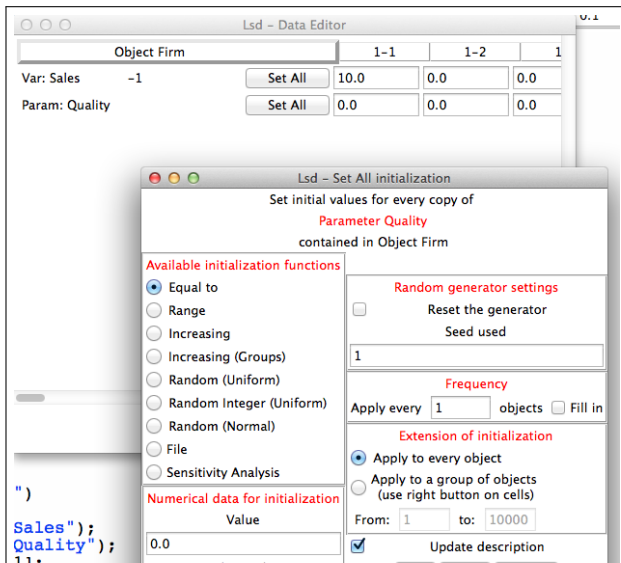 0.1
Lsd - Data Editor
Object Firm 1-1 1-2 1
Var: Sales -1 Set All 10.0 0.0 0.0
Param: Quality Set All 0.0 0.0 0.0
Lsd - Set All initialization
Set initial values for every copy of
Parameter Quality
contained in Object Firm
Available initialization functions
Equal to
Range
Increasing
Increasing (Groups)
Random (Uniform)
Random Integer (Uniform)
Random (Normal)
File
Sensitivity Analysis
Numerical data for initialization
Value
0.0
Random generator settings
Reset the generator
Seed used
1
Frequency
Apply every 1 objects Fill in
Extension of initialization
Apply to every object
Apply to a group of objects
(use right button on cells)
From: 1 to: 10000
Update description
")
Sales");
Quality");